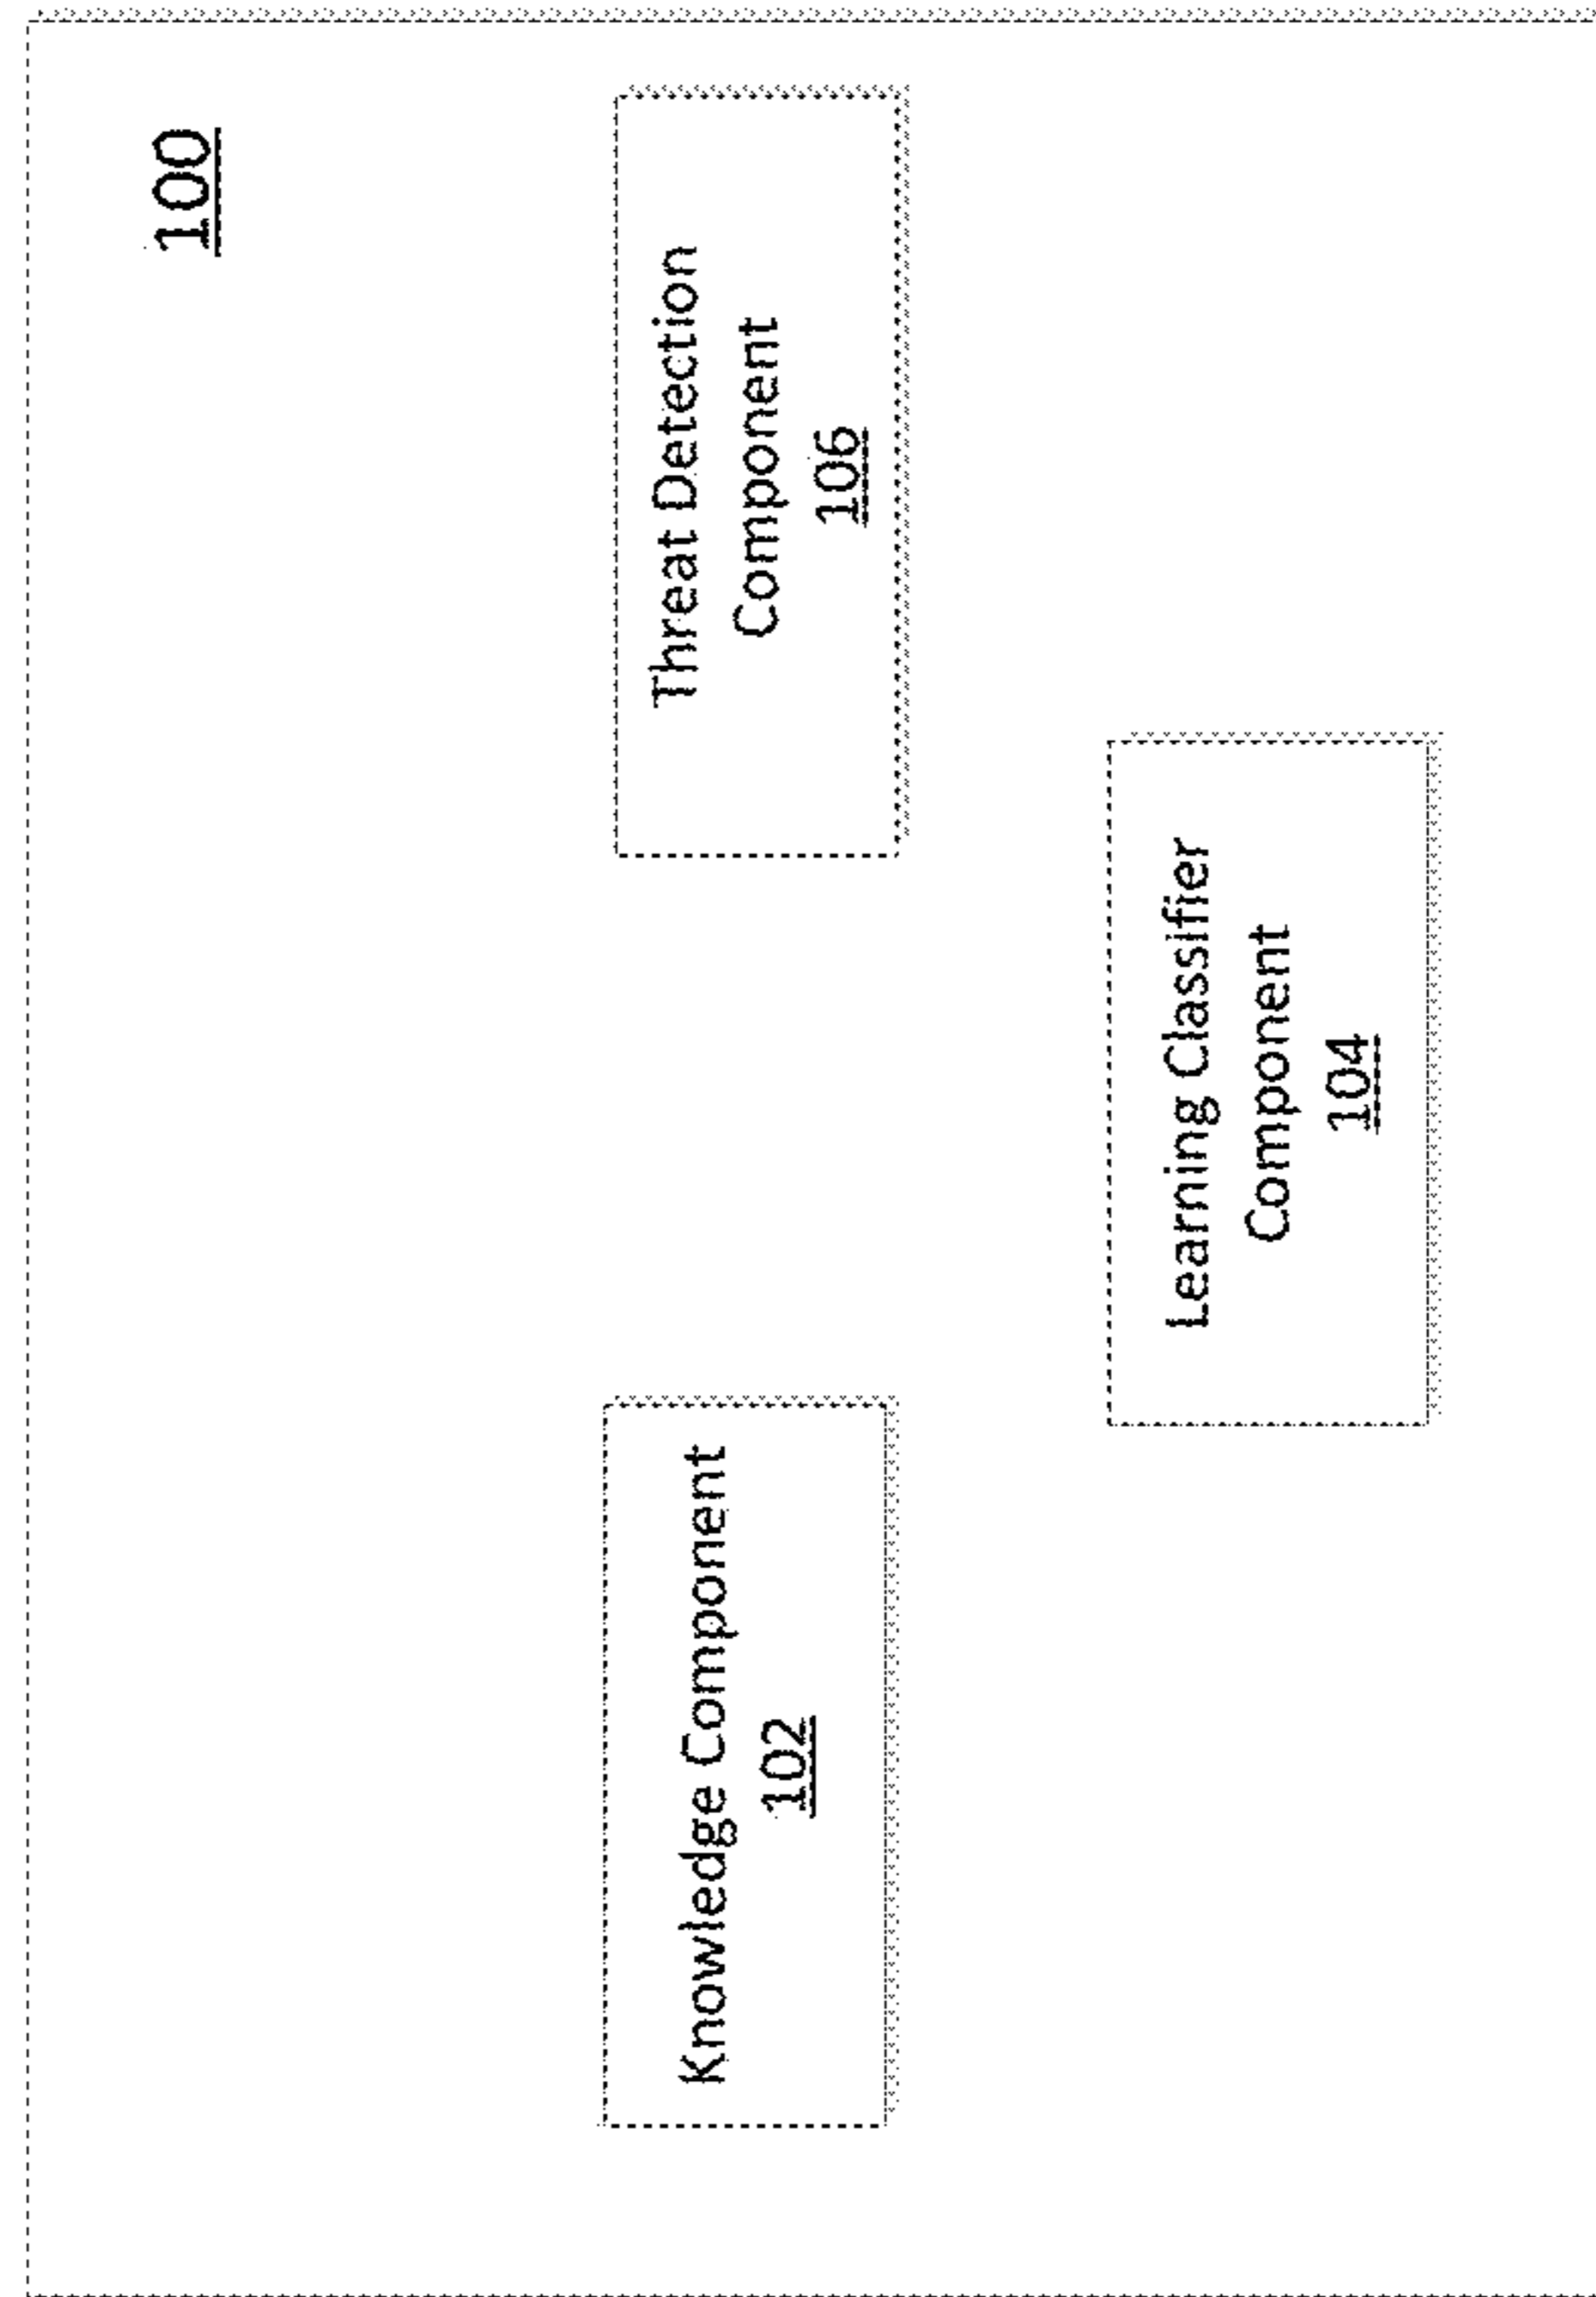 100
Knowledge Component
102
Threat Detection
Component
106
Learning Classifier
Component
104